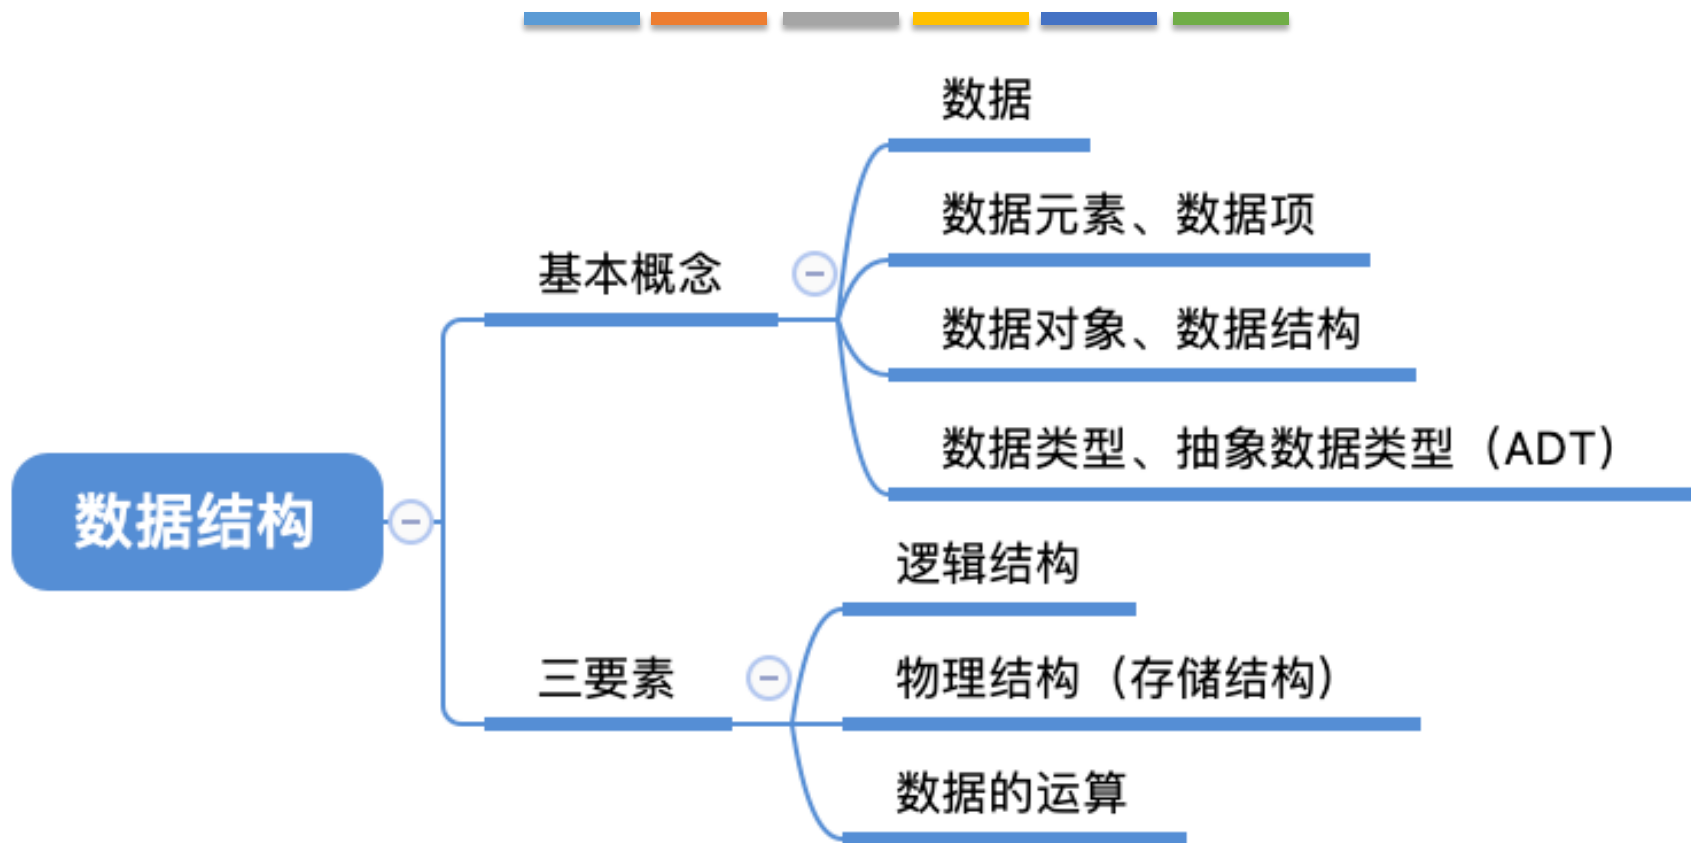 数据
数据元素、数据项
基本概念
数据对象、数据结构
数据类型、抽象数据类型（ADT）
数据结构
逻辑结构
三要素
物理结构（存储结构）
数据的运算